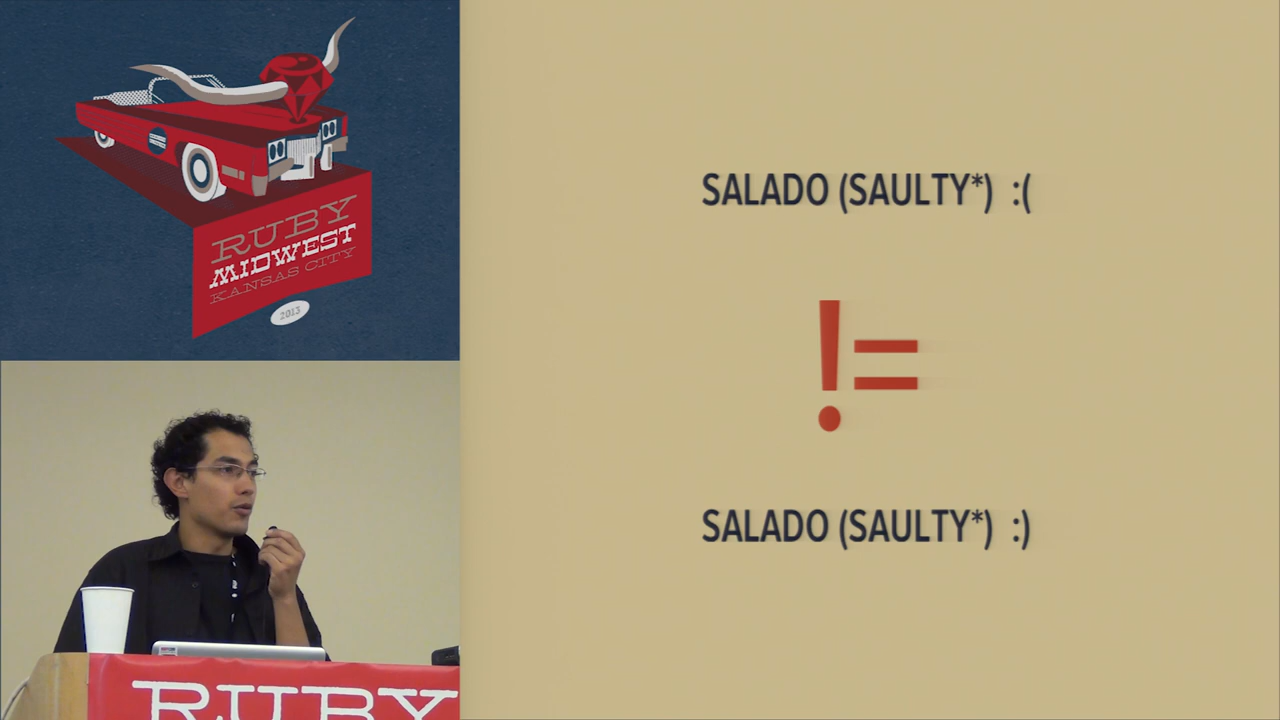 RUBY
MIDWEST
KANSAS CITY
2013
SALADO (SAULTY*) :(
!=
SALADO (SAULTY*) :)
RUBY